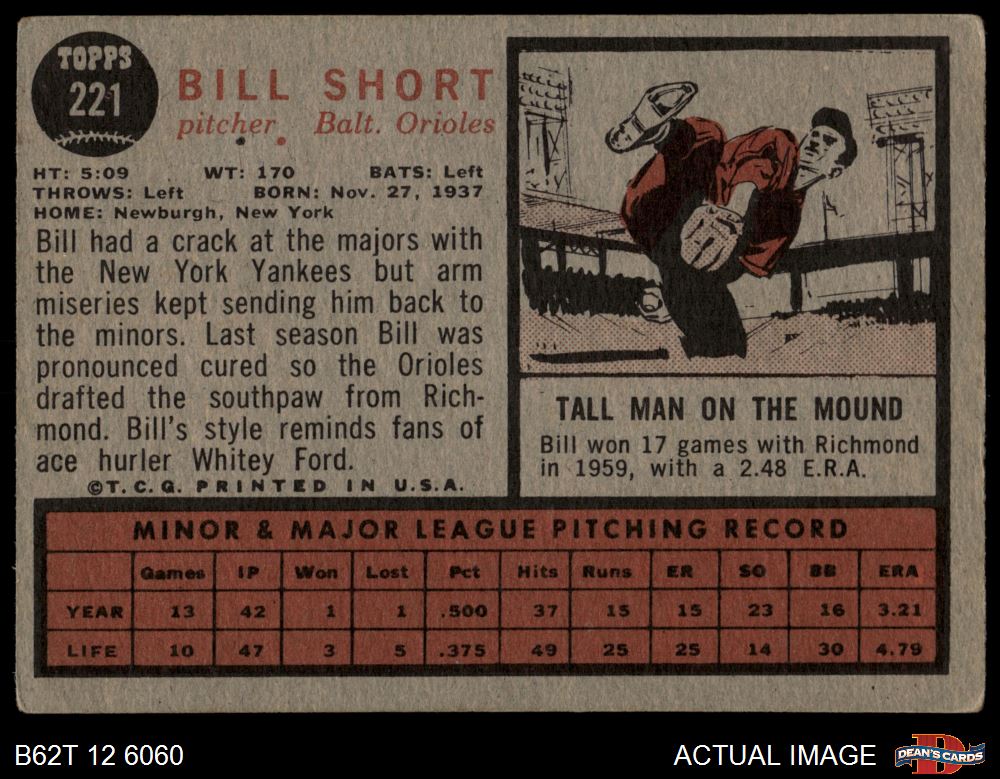 TOPPS
221
BILL SHORT
pitcher Balt. Orioles
HT: 5:09 WT: 170 BATS: Left
THROWS: Left BORN: Nov. 27, 1937
HOME: Newburgh, New York
Bill had a crack at the majors with
the New York Yankees but arm
miseries kept sending him back to
the minors. Last season Bill was
pronounced cured so the Orioles
drafted the southpaw from Rich-
mond. Bill's style reminds fans of
ace hurler Whitey Ford.
©T.C.G. PRINTED IN U.S.A.
TALL MAN ON THE MOUND
Bill won 17 games with Richmond
in 1959, with a 2.48 E.R.A.
MINOR & MAJOR LEAGUE PITCHING RECORD
Games IP Won Lost Pct Hits Runs ER SO BB ERA
YEAR 13 42 1 1 .500 37 15 15 23 16 3.21
LIFE 10 47 3 5 .375 49 25 25 14 30 4.79
B62T 12 6060 ACTUAL IMAGE DEAN'S CARDS